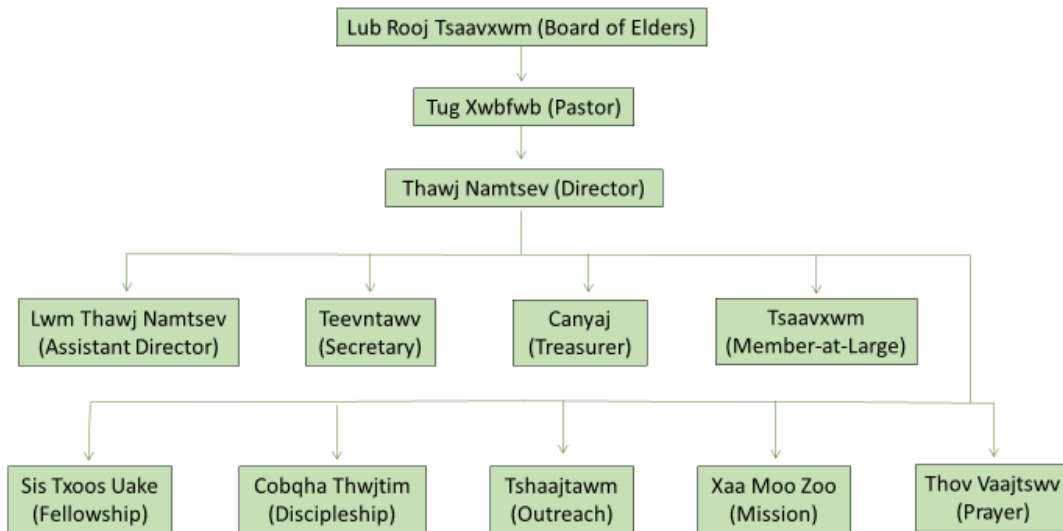 Lub Rooj Tsaavxwm (Board of Elders)
Tug Xwbfwb (Pastor)
Thawj Namtsev (Director)
Lwm Thawj Namtsev
(Assistant Director)
Teevntawv
(Secretary)
Canyaj
(Treasurer)
Tsaavxwm
(Member-at-Large)
Sis Txoos Uake
(Fellowship)
Cobqha Thwjtim
(Discipleship)
Tshaajtawm
(Outreach)
Xaa Moo Zoo
(Mission)
Thov Vaajtswv
(Prayer)